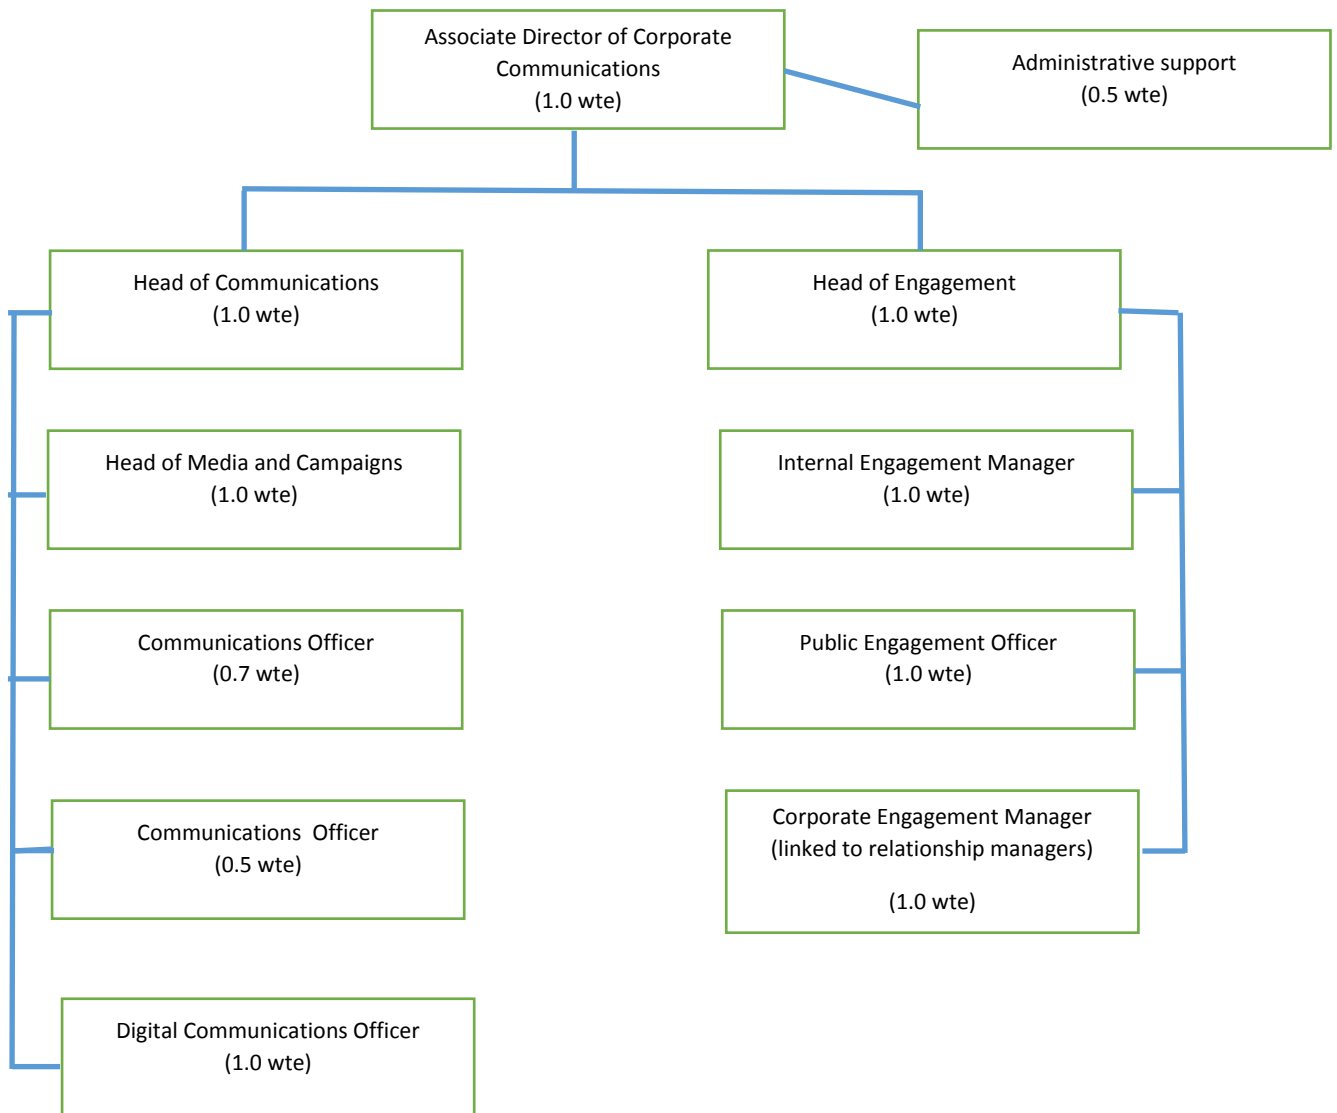 Associate Director of Corporate
Communications
(1.0 wte)
Administrative support
(0.5 wte)
Head of Communications
(1.0 wte)
Head of Engagement
(1.0 wte)
Head of Media and Campaigns
(1.0 wte)
Internal Engagement Manager
(1.0 wte)
Communications Officer
(0.7 wte)
Public Engagement Officer
(1.0 wte)
Communications  Officer
(0.5 wte)
Corporate Engagement Manager
(linked to relationship managers)
(1.0 wte)
Digital Communications Officer
(1.0 wte)